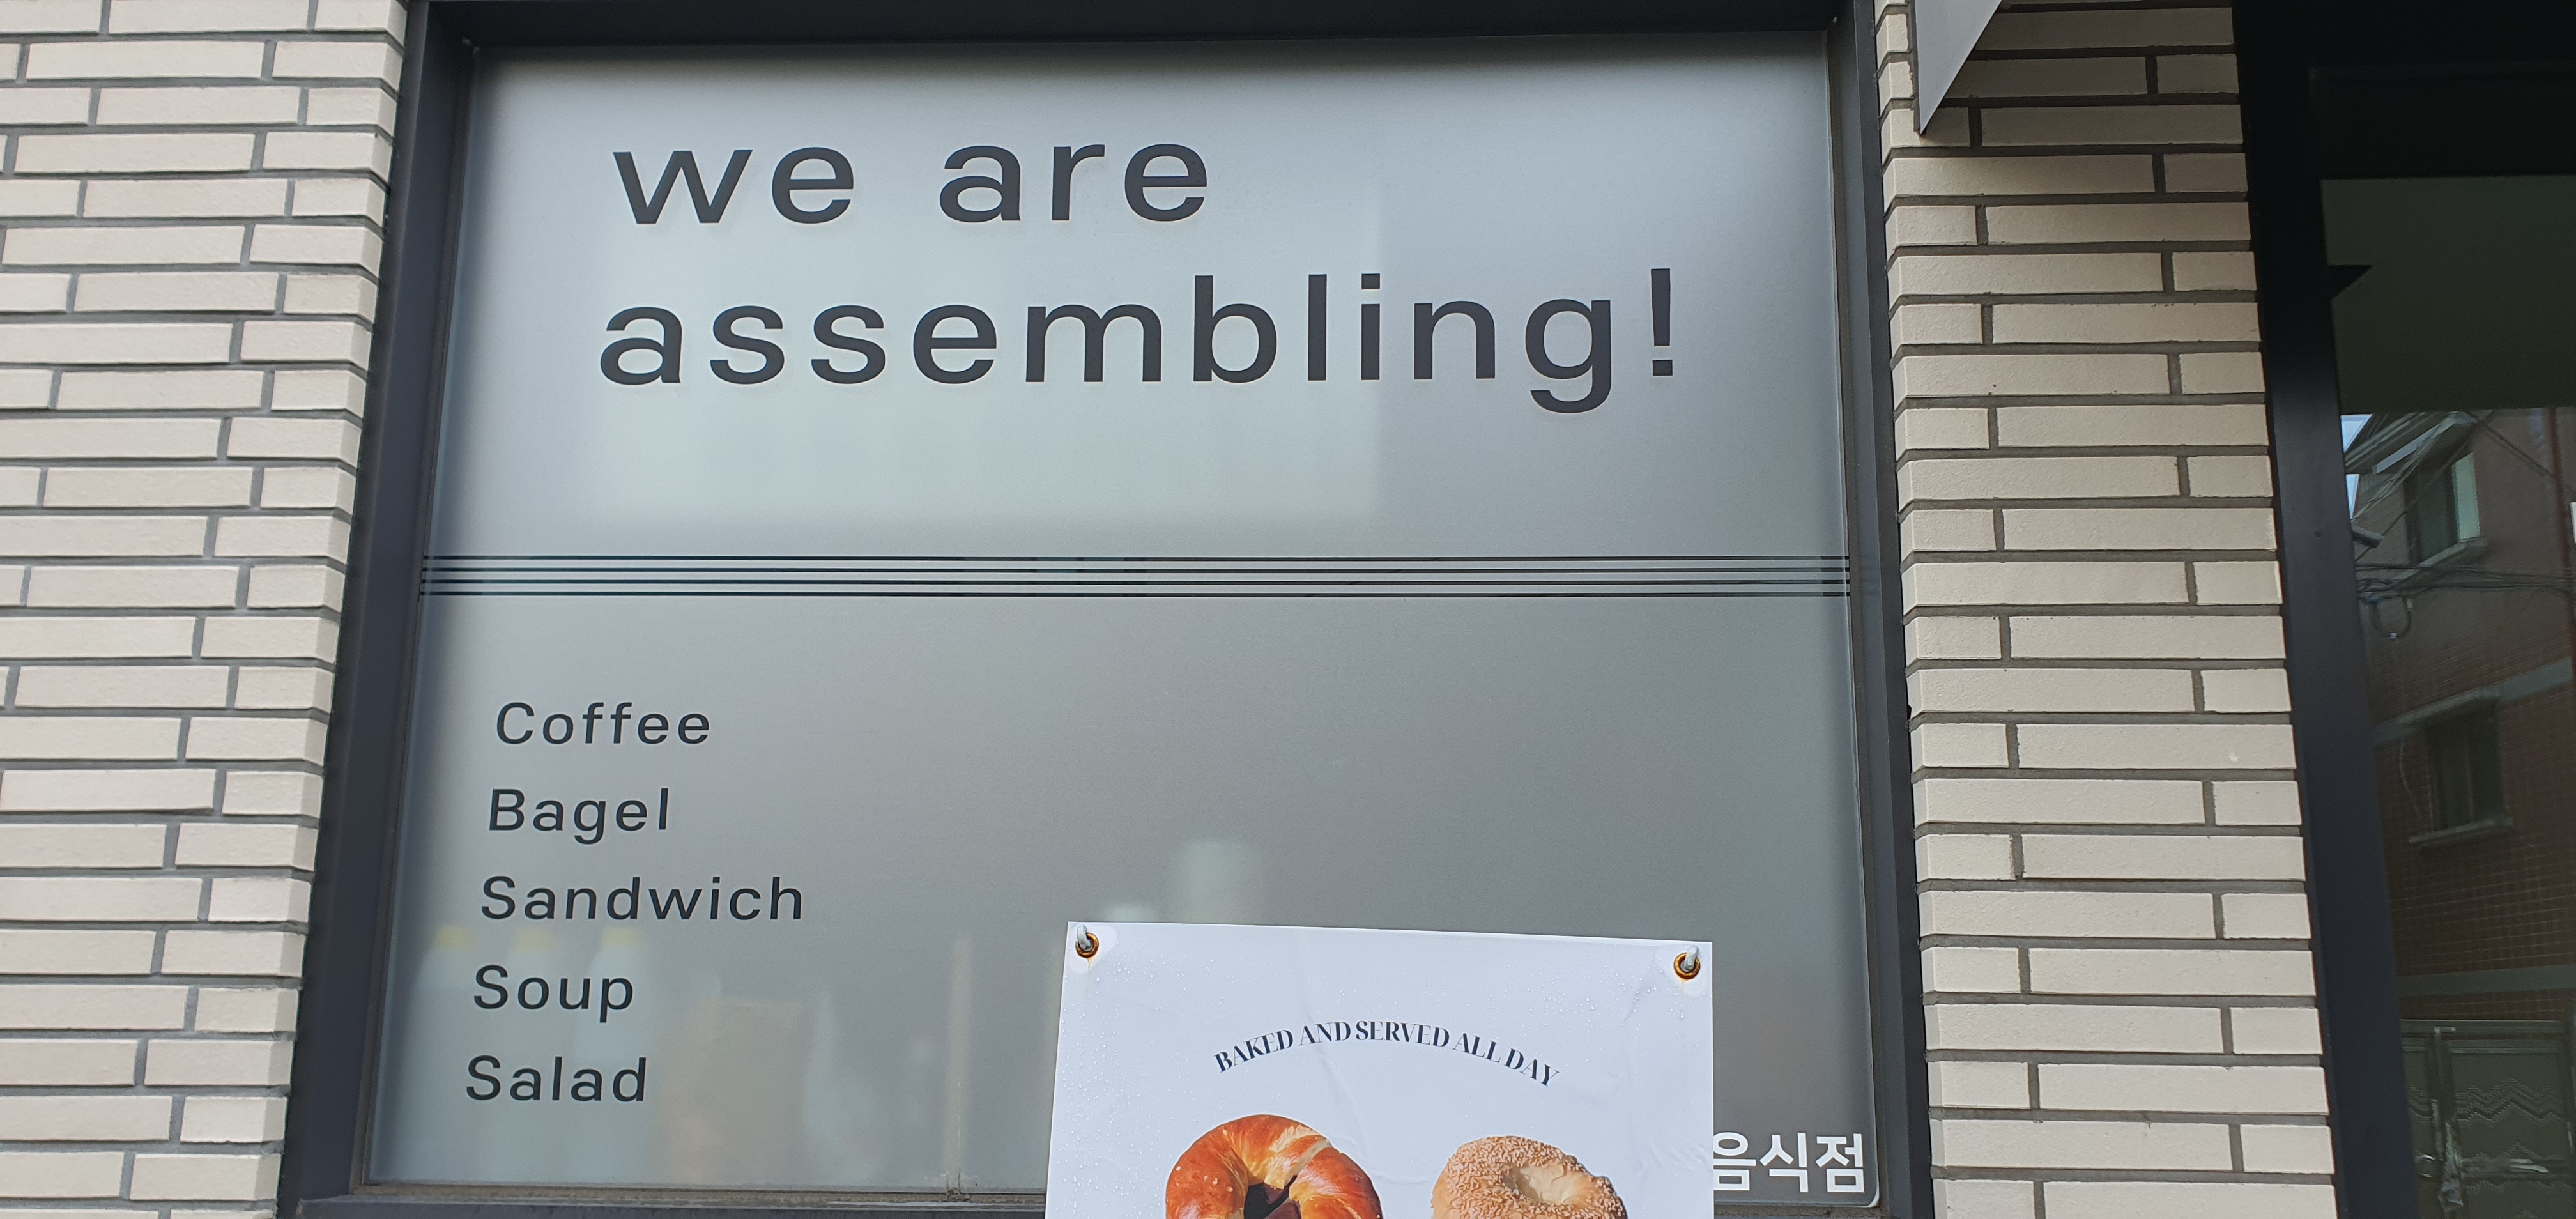 we are
assembling!
Coffee
Bagel
Sandwich
Soup
Salad
BAKED AND SERVED ALL DAY
음식점